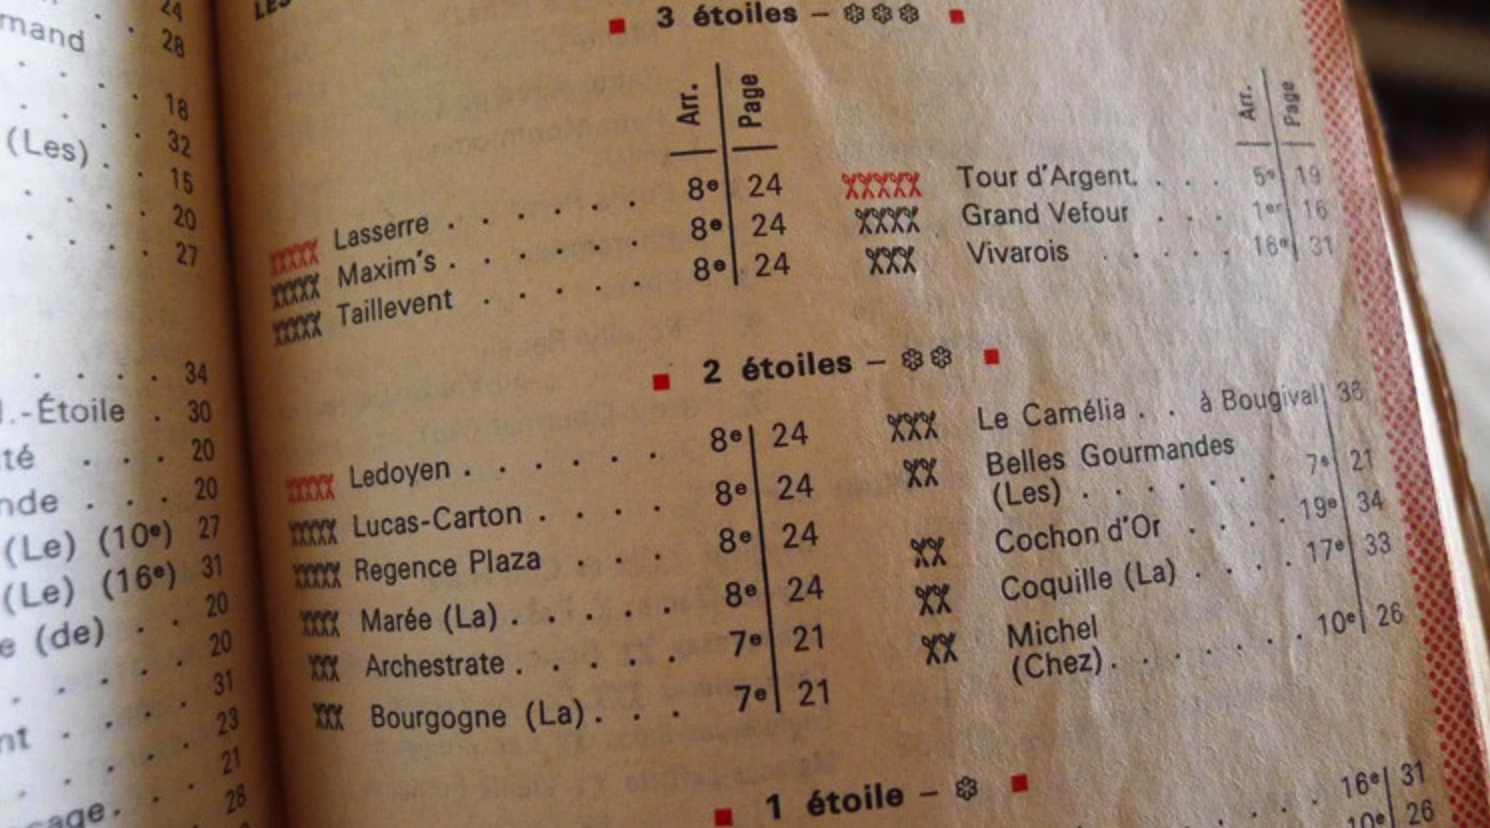 24
mand . 28
18
(Les) . 32
15
20
27
34
.-Étoile . 30
té . . . 20
nde . . . 20
(Le) (10e) 27
(Le) (16e) 31
e (de) . . 20
20
31
nt . . . 23
21
sage . . . 28
LES
3 étoiles –
Arr. Page
Lasserre . . . . . . 8e 24
Maxim's . . . . . . 8e 24
Taillevent . . . . . 8e 24
Arr. Page
Tour d'Argent. . . . 5e 19
Grand Vefour . . . 1er 16
Vivarois . . . . . 16e 31
2 étoiles –
Ledoyen . . . . . . 8e 24
Lucas-Carton . . . . 8e 24
Regence Plaza . . . 8e 24
Marée (La) . . . . . 8e 24
Archestrate . . . . . 7e 21
Bourgogne (La) . . . 7e 21
Le Camélia . . à Bougival 38
Belles Gourmandes
(Les) . . . . . . . 7e 21
Cochon d'Or . . . . 19e 34
Coquille (La) . . . . 17e 33
Michel
(Chez) . . . . . . . 10e 26
1 étoile –
16e 31
10e 26